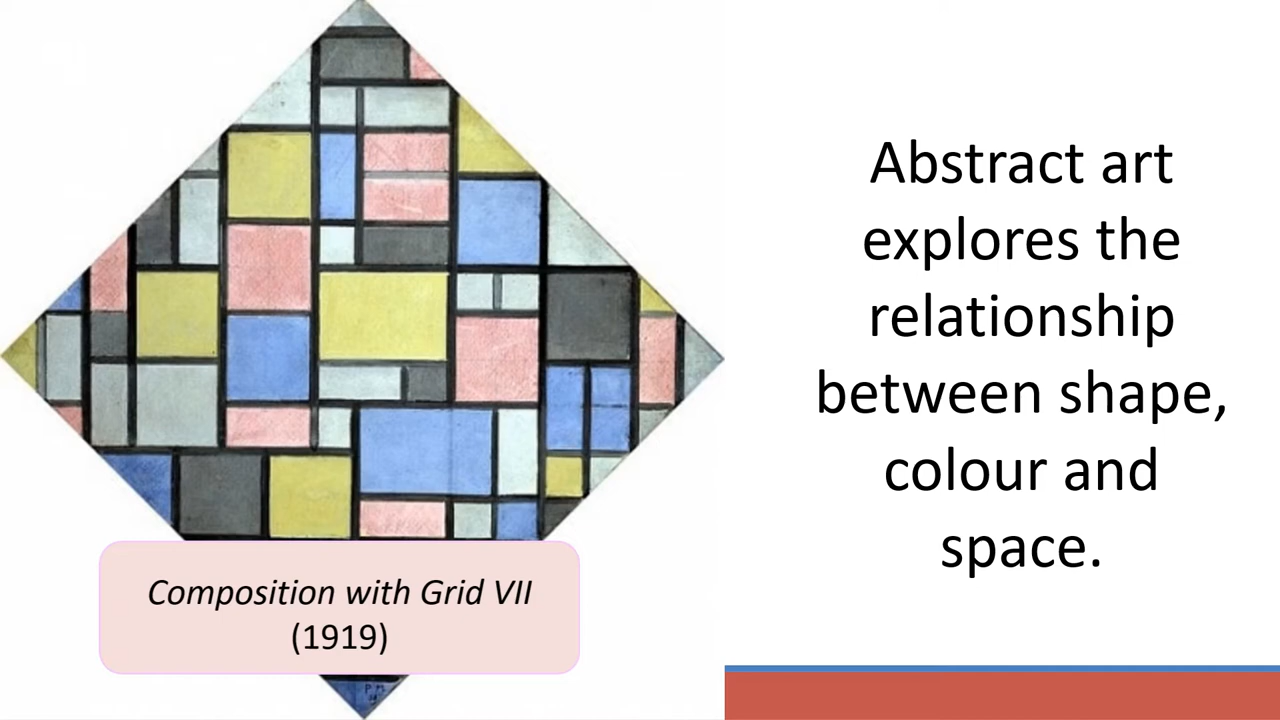 Composition with Grid VII
(1919)
Abstract art
explores the
relationship
between shape,
colour and
space.